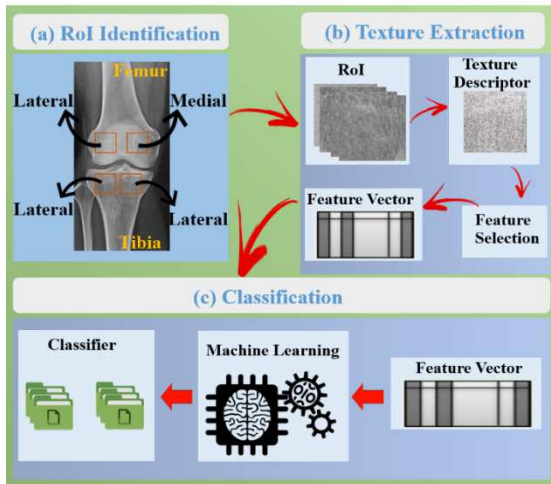 (a) RoI Identification
Femur
Lateral
Medial
Lateral
Lateral
Tibia
(b) Texture Extraction
RoI
Texture
Descriptor
Feature
Selection
Feature Vector
(c) Classification
Classifier
Machine Learning
Feature Vector